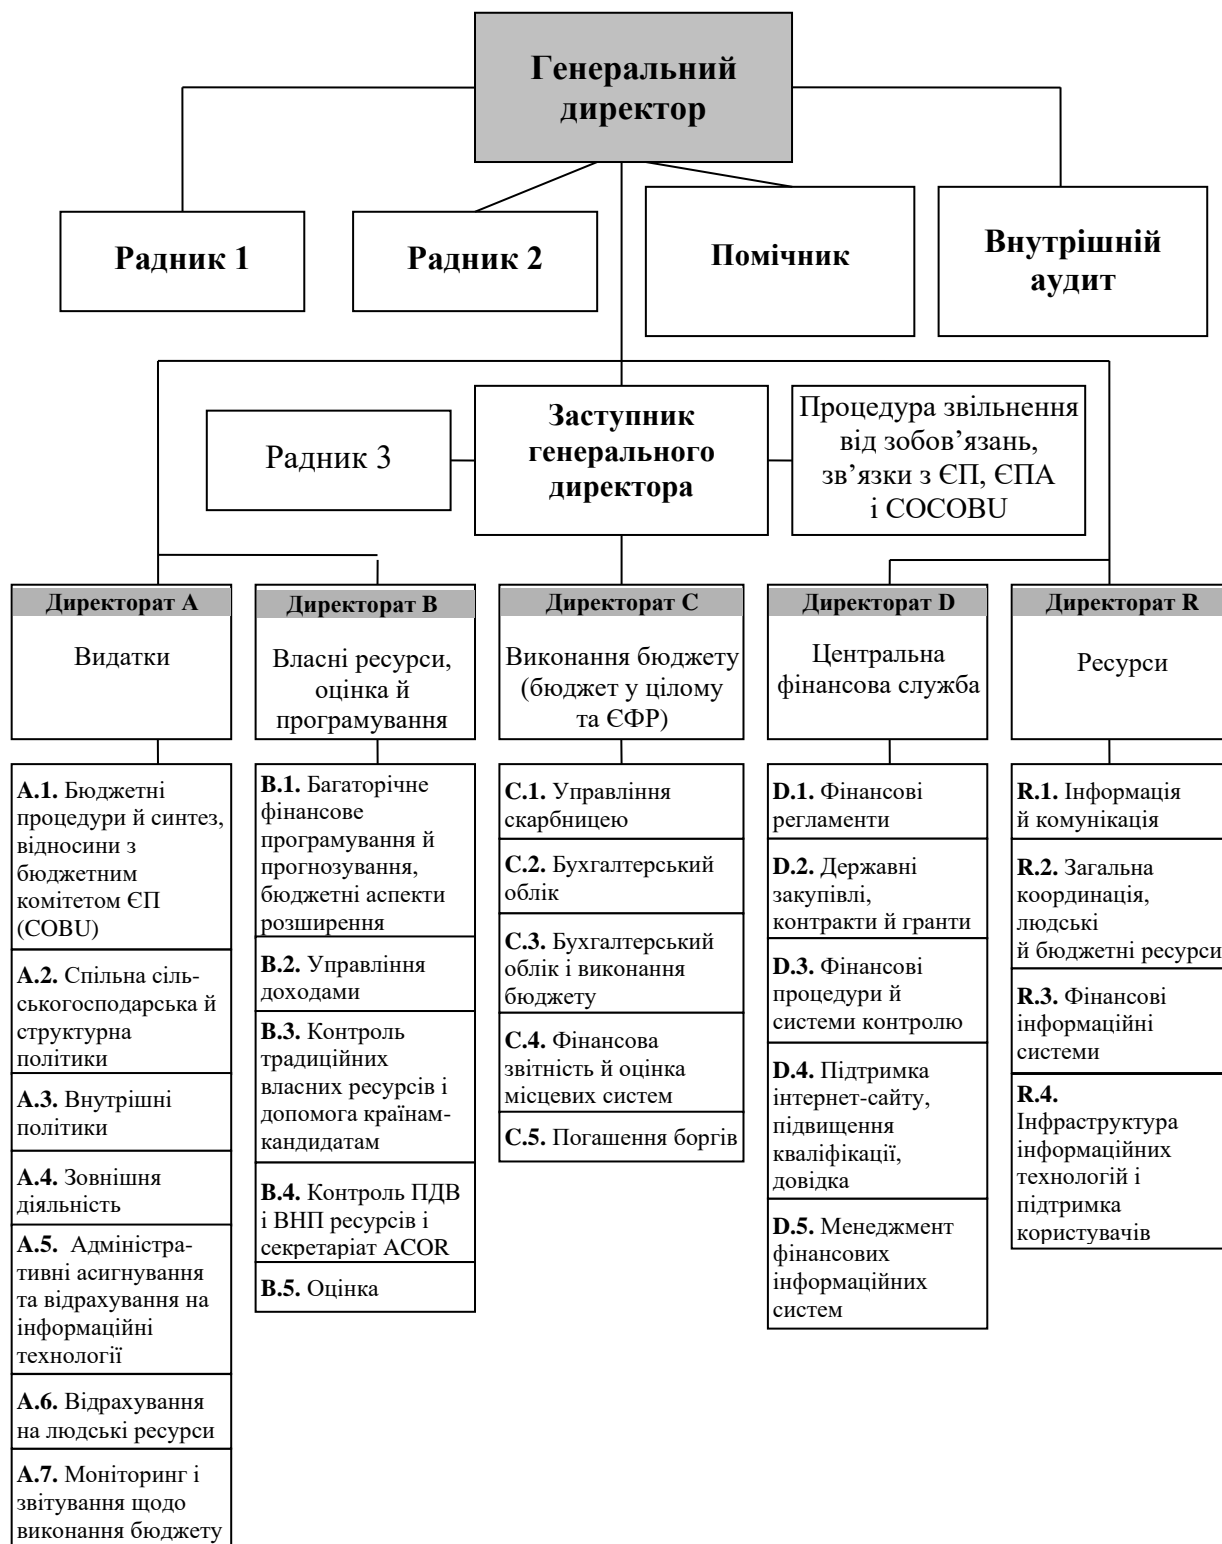 Генеральний
директор
Радник 1
Радник 2
Помічник
Внутрішній
аудит
Радник 3
Заступник
генерального
директора
Процедура звільнення
від зобов’язань,
зв’язки з ЄП, ЄПА
і COCOBU
Директорат A
Видатки
Директорат B
Власні ресурси,
оцінка й
програмування
Директорат C
Виконання бюджету
(бюджет у цілому
та ЄФР)
Директорат D
Центральна
фінансова служба
Директорат R
Ресурси
A.1. Бюджетні
процедури й синтез,
відносини з
бюджетним
комітетом ЄП
(COBU)
A.2. Спільна сіль-
ськогосподарська й
структурна
політики
A.3. Внутрішні
політики
A.4. Зовнішня
діяльність
A.5. Адміністра-
тивні асигнування
та відрахування на
інформаційні
технології
A.6. Відрахування
на людські ресурси
A.7. Моніторинг і
звітування щодо
виконання бюджету
B.1. Багаторічне
фінансове
програмування й
прогнозування,
бюджетні аспекти
розширення
B.2. Управління
доходами
B.3. Контроль
традиційних
власних ресурсів і
допомога країнам-
кандидатам
B.4. Контроль ПДВ
і ВНП ресурсів і
секретаріат ACOR
B.5. Оцінка
C.1. Управління
скарбницею
C.2. Бухгалтерський
облік
C.3. Бухгалтерський
облік і виконання
бюджету
C.4. Фінансова
звітність й оцінка
місцевих систем
C.5. Погашення боргів
D.1. Фінансові
регламенти
D.2. Державні
закупівлі,
контракти й гранти
D.3. Фінансові
процедури й
системи контролю
D.4. Підтримка
інтернет-сайту,
підвищення
кваліфікації,
довідка
D.5. Менеджмент
фінансових
інформаційних
систем
R.1. Інформація
й комунікація
R.2. Загальна
координація,
людські
й бюджетні ресурси
R.3. Фінансові
інформаційні
системи
R.4.
Інфраструктура
інформаційних
технологій і
підтримка
користувачів